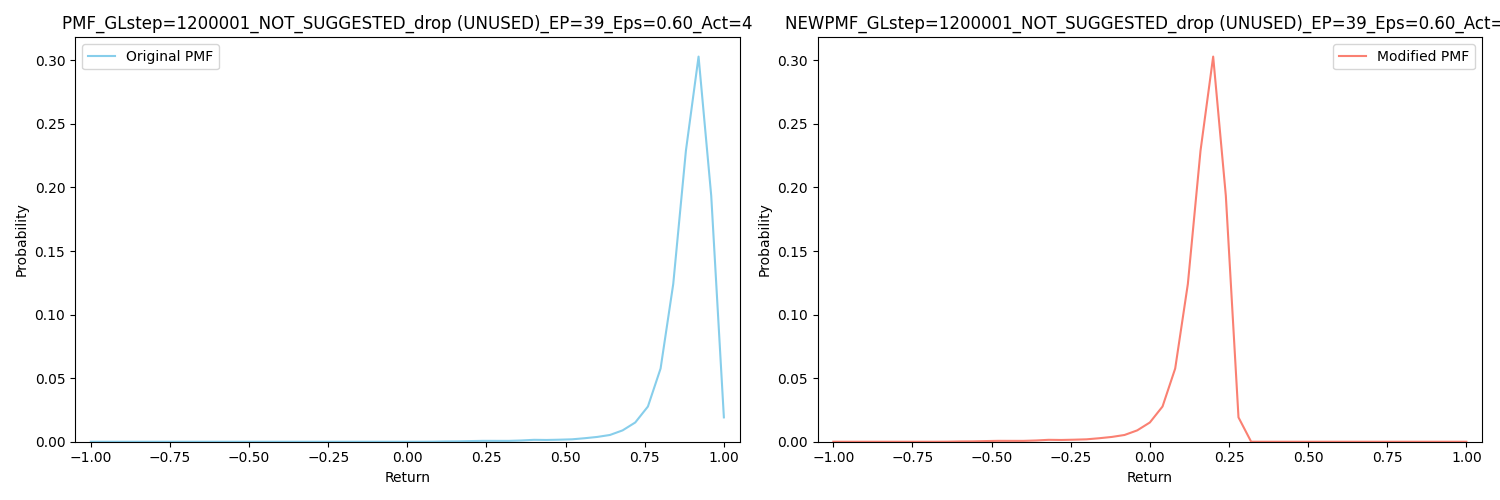 PMF_GLstep=1200001_NOT_SUGGESTED_drop (UNUSED)_EP=39_Eps=0.60_Act=4
Original PMF
0.30
0.25
0.20
0.15
0.10
0.05
0.00
Probability
−1.00 −0.75 −0.50 −0.25 0.00 0.25 0.50 0.75 1.00
Return
NEWPMF_GLstep=1200001_NOT_SUGGESTED_drop (UNUSED)_EP=39_Eps=0.60_Act=
Modified PMF
0.30
0.25
0.20
0.15
0.10
0.05
0.00
Probability
−1.00 −0.75 −0.50 −0.25 0.00 0.25 0.50 0.75 1.00
Return